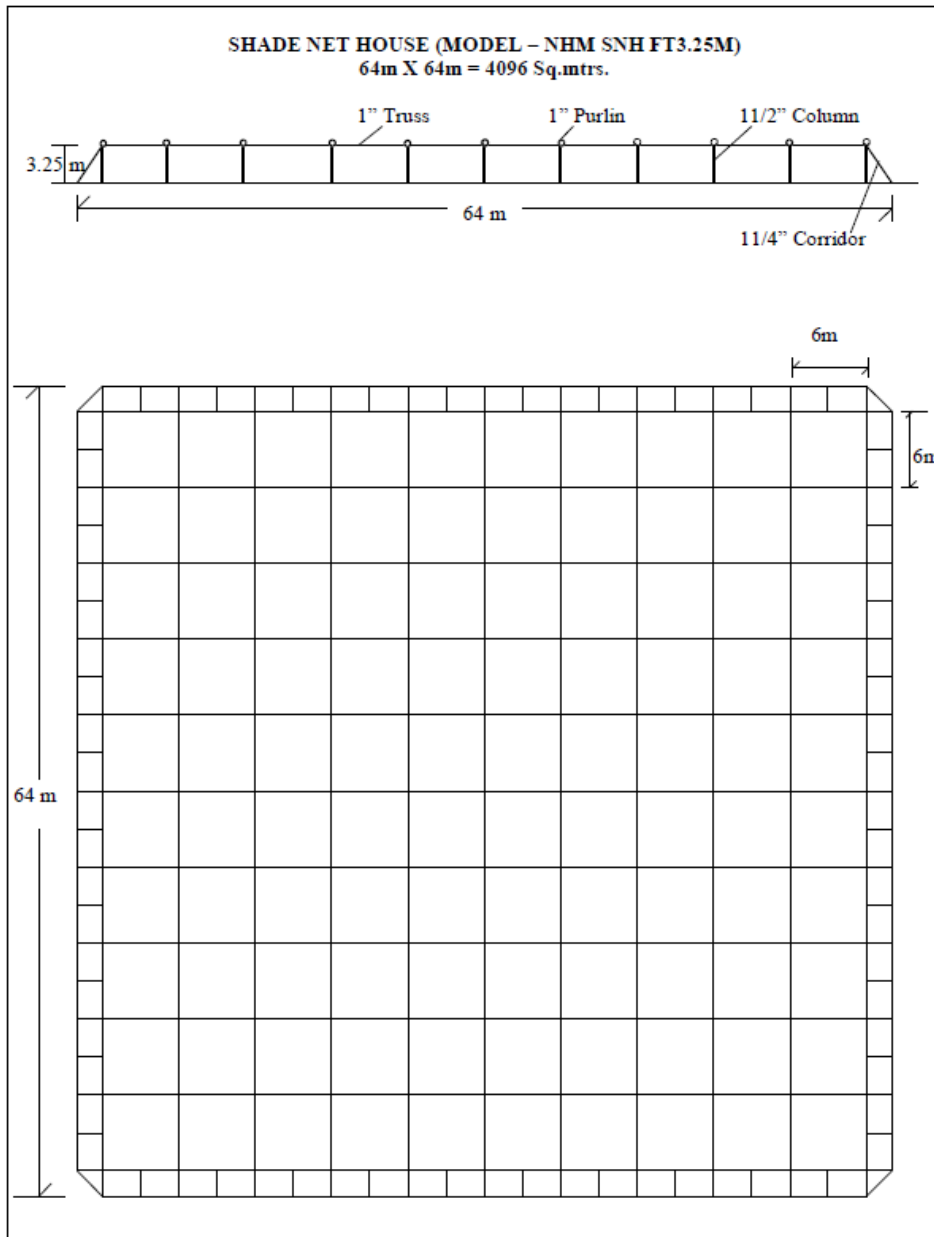 SHADE NET HOUSE (MODEL – NHM SNH FT3.25M)
64m X 64m = 4096 Sq.mtrs.
1” Truss
1” Purlin
11/2” Column
3.25 m
64 m
11/4” Corridor
6m
6m
64 m